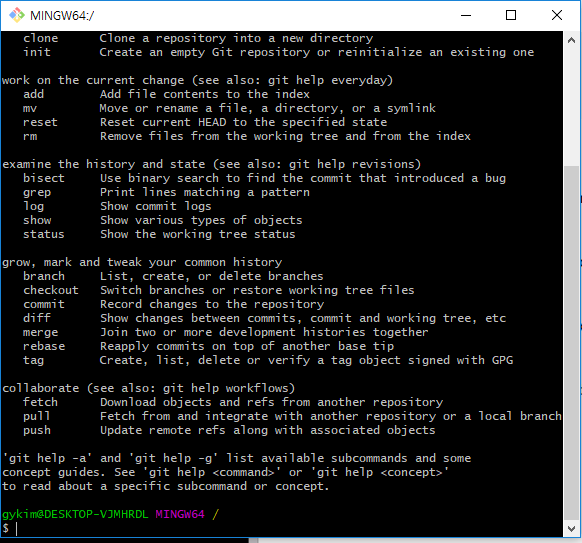 MINGW64:/
clone Clone a repository into a new directory
init Create an empty Git repository or reinitialize an existing one
work on the current change (see also: git help everyday)
add Add file contents to the index
mv Move or rename a file, a directory, or a symlink
reset Reset current HEAD to the specified state
rm Remove files from the working tree and from the index
examine the history and state (see also: git help revisions)
bisect Use binary search to find the commit that introduced a bug
grep Print lines matching a pattern
log Show commit logs
show Show various types of objects
status Show the working tree status
grow, mark and tweak your common history
branch List, create, or delete branches
checkout Switch branches or restore working tree files
commit Record changes to the repository
diff Show changes between commits, commit and working tree, etc
merge Join two or more development histories together
rebase Reapply commits on top of another base tip
tag Create, list, delete or verify a tag object signed with GPG
collaborate (see also: git help workflows)
fetch Download objects and refs from another repository
pull Fetch from and integrate with another repository or a local branch
push Update remote refs along with associated objects
'git help -a' and 'git help -g' list available subcommands and some
concept guides. See 'git help <command>' or 'git help <concept>'
to read about a specific subcommand or concept.
gykim@DESKTOP-VJMHRDL MINGW64 /
$